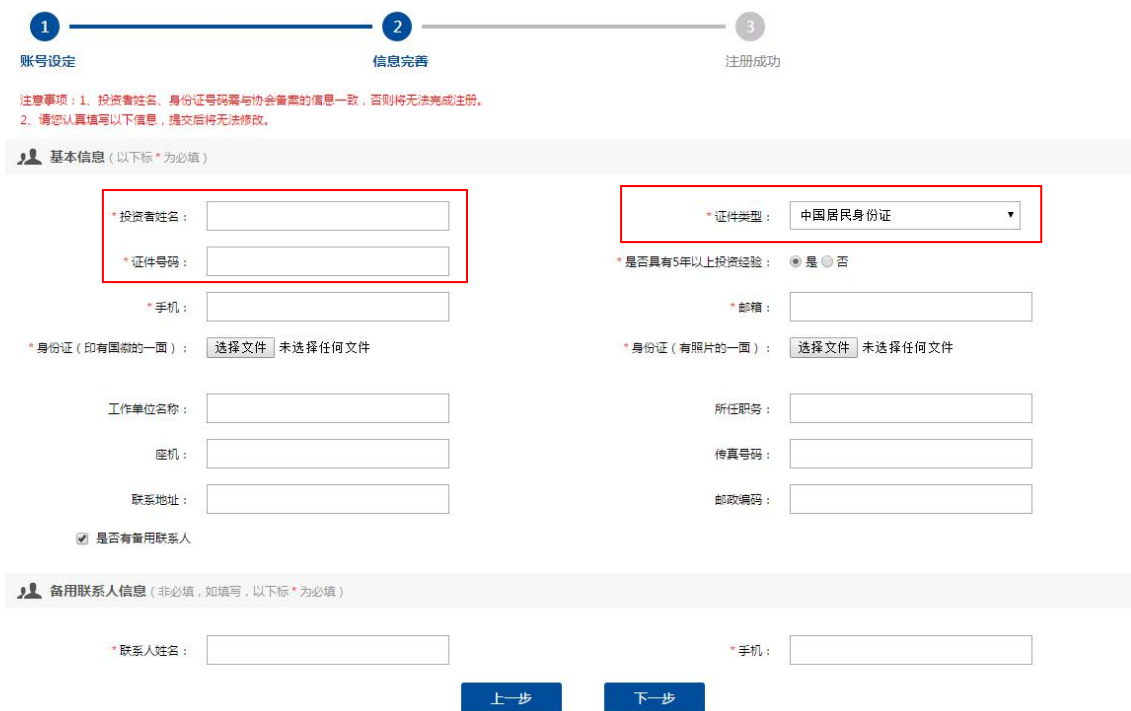 1 2 3
账号设定 信息完善 注册成功
注意事项：1、投资者姓名、身份证号码需与协会备案的信息一致，否则将无法完成注册。
2、请您认真填写以下信息，提交后将无法修改。
基本信息（以下标*为必填）
*投资者姓名： *证件类型： 中国居民身份证
*证件号码： *是否具有5年以上投资经验： 是 否
*手机： *邮箱：
*身份证（印有国徽的一面）： 选择文件 未选择任何文件 *身份证（有照片的一面）： 选择文件 未选择任何文件
工作单位名称： 所任职务：
座机： 传真号码：
联系地址： 邮政编码：
是否有备用联系人
备用联系人信息（非必填，如填写，以下标*为必填）
*联系人姓名： *手机：
上一步 下一步